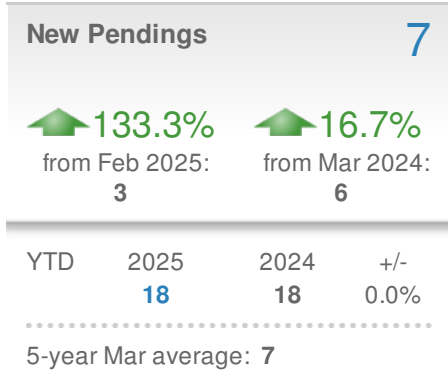 New Pendings 7
133.3% 16.7%
from Feb 2025: from Mar 2024:
3 6
YTD 2025 2024 +/-
18 18 0.0%
5-year Mar average: 7